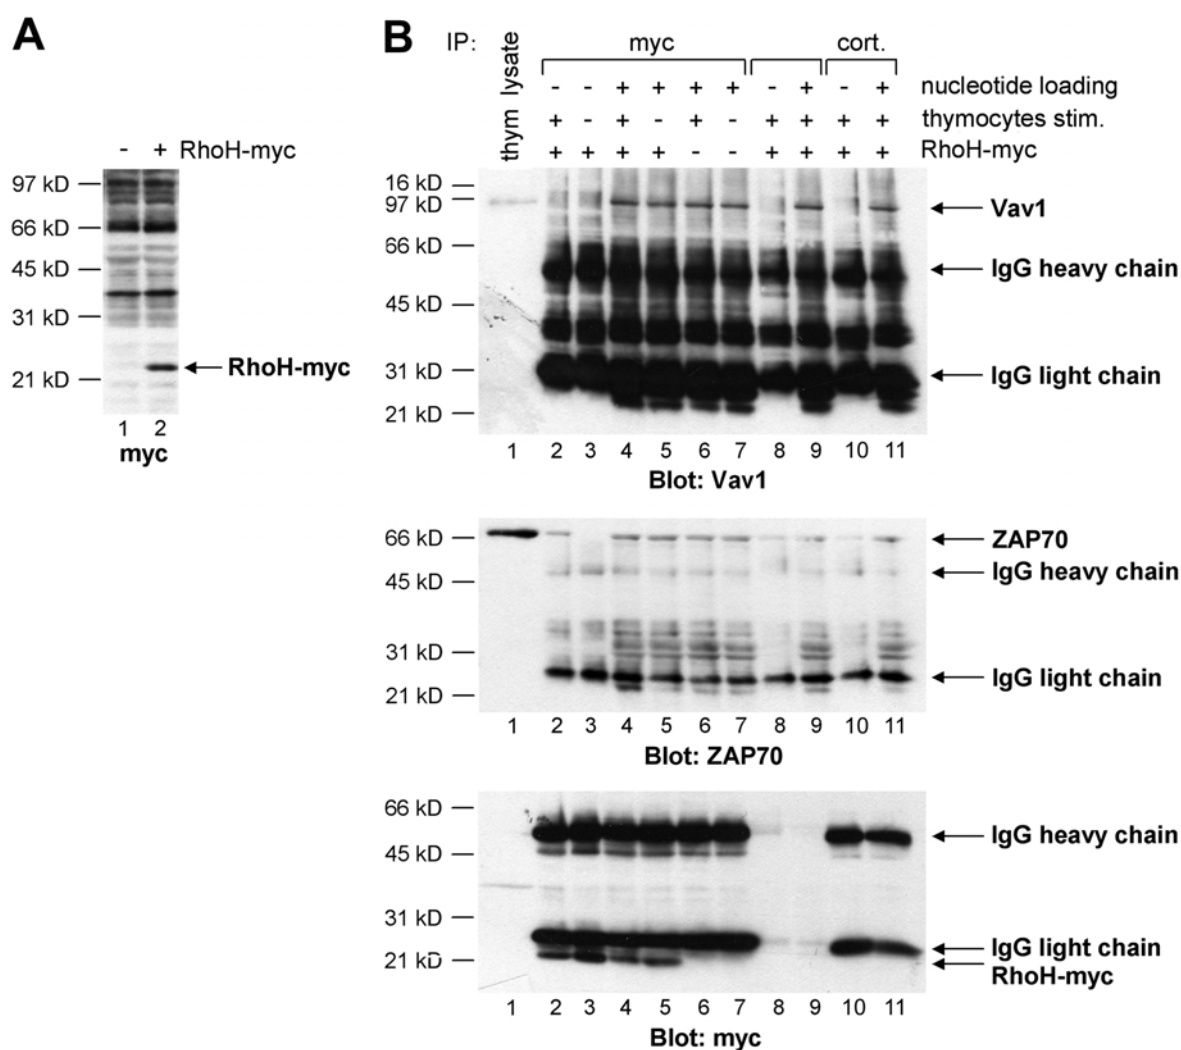 A
- + RhoH-myc
97 kD
66 kD
45 kD
31 kD
21 kD
RhoH-myc
1 2
myc
B
IP: thym lysate myc cort.
- - + + + + - + - + nucleotide loading
+ - + - + - + + + + thymocytes stim.
+ + + + - - + + + + RhoH-myc
16 kD
97 kD
66 kD
45 kD
31 kD
21 kD
Vav1
IgG heavy chain
IgG light chain
1 2 3 4 5 6 7 8 9 10 11
Blot: Vav1
66 kD
45 kD
31 kD
21 kD
ZAP70
IgG heavy chain
IgG light chain
1 2 3 4 5 6 7 8 9 10 11
Blot: ZAP70
66 kD
45 kD
31 kD
21 kD
IgG heavy chain
IgG light chain
RhoH-myc
1 2 3 4 5 6 7 8 9 10 11
Blot: myc